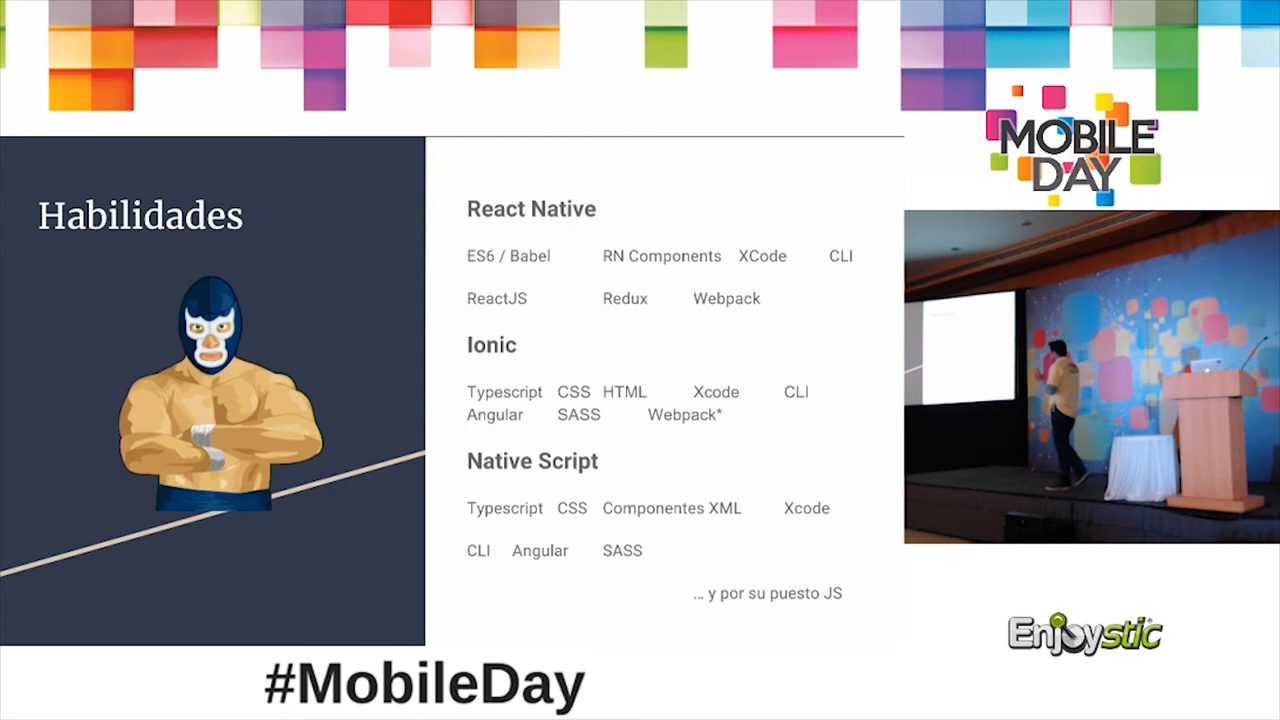 MOBILE
DAY
Habilidades
React Native
ES6 / Babel RN Components XCode CLI
ReactJS Redux Webpack
Ionic
Typescript CSS HTML Xcode CLI
Angular SASS Webpack*
Native Script
Typescript CSS Componentes XML Xcode
CLI Angular SASS
... y por su puesto JS
Enjoystic
#MobileDay